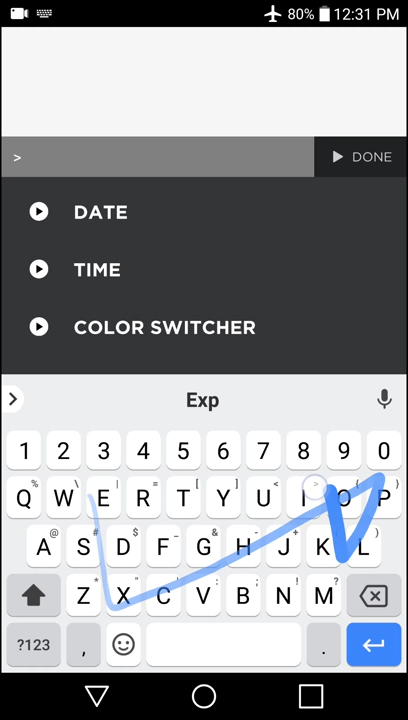 80% 12:31 PM
> DONE
DATE
TIME
COLOR SWITCHER
Exp
1 2 3 4 5 6 7 8 9 0
% \ | = [ ] < > { }
Q W E R T Y U I O P
@ # $ _ & - + ( )
A S D F G H J K L
* " ' : ; ! ?
Z X C V B N M
?123 , .